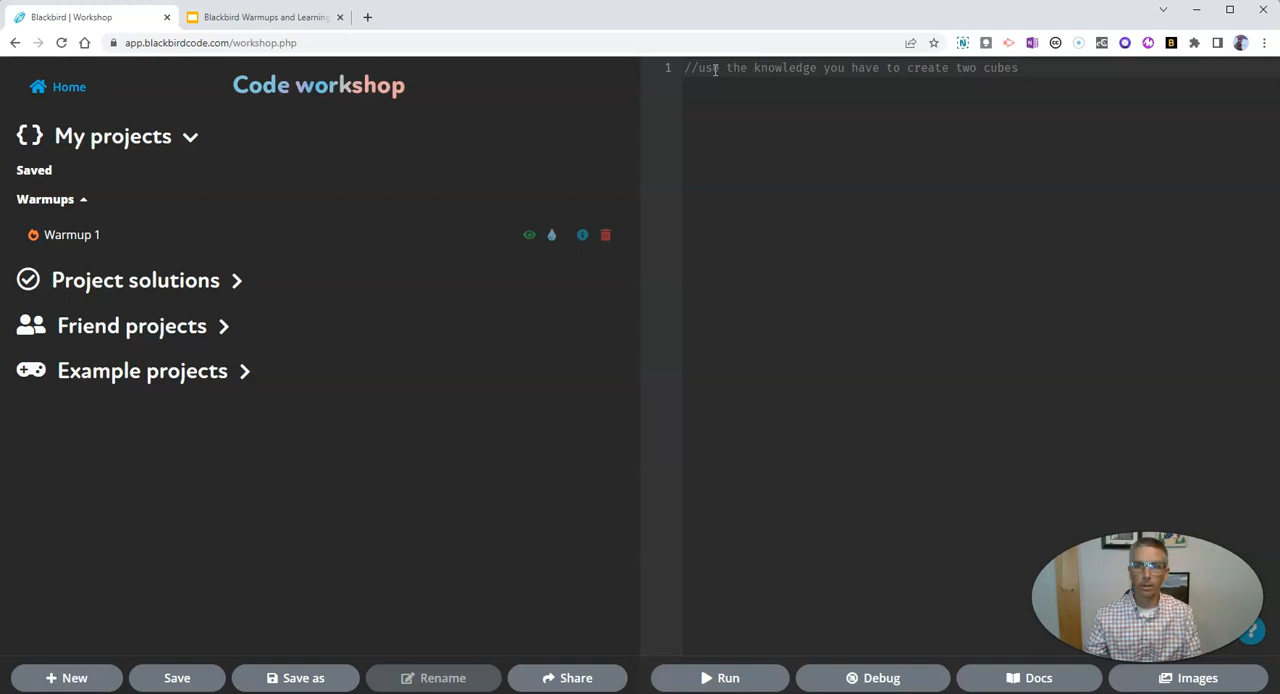 Blackbird | Workshop
Blackbird Warmups and Learning
app.blackbirdcode.com/workshop.php
Home
Code workshop
{} My projects
Saved
Warmups
Warmup 1
Project solutions
Friend projects
Example projects
1 //use the knowledge you have to create two cubes
+ New
Save
Save as
Rename
Share
Run
Debug
Docs
Images